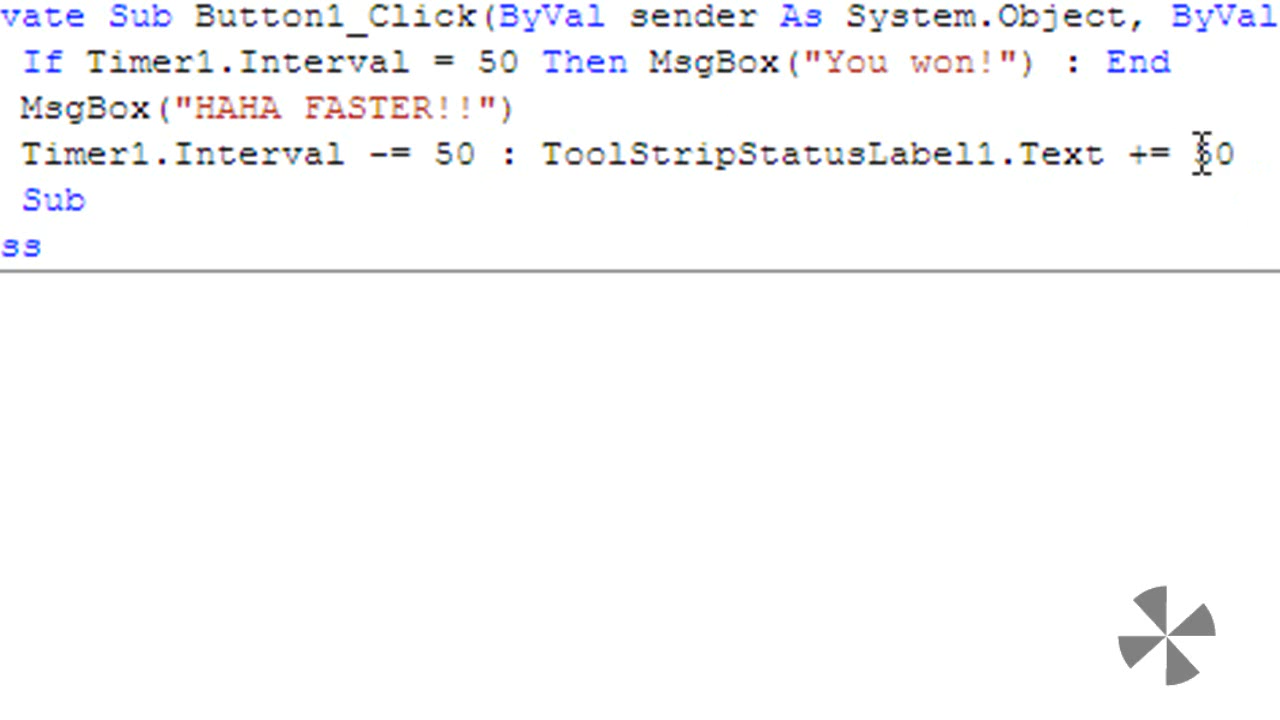 vate Sub Button1_Click(ByVal sender As System.Object, ByVal
If Timer1.Interval = 50 Then MsgBox("You won!") : End
MsgBox("HAHA FASTER!!")
Timer1.Interval -= 50 : ToolStripStatusLabel1.Text +=
Sub
ss